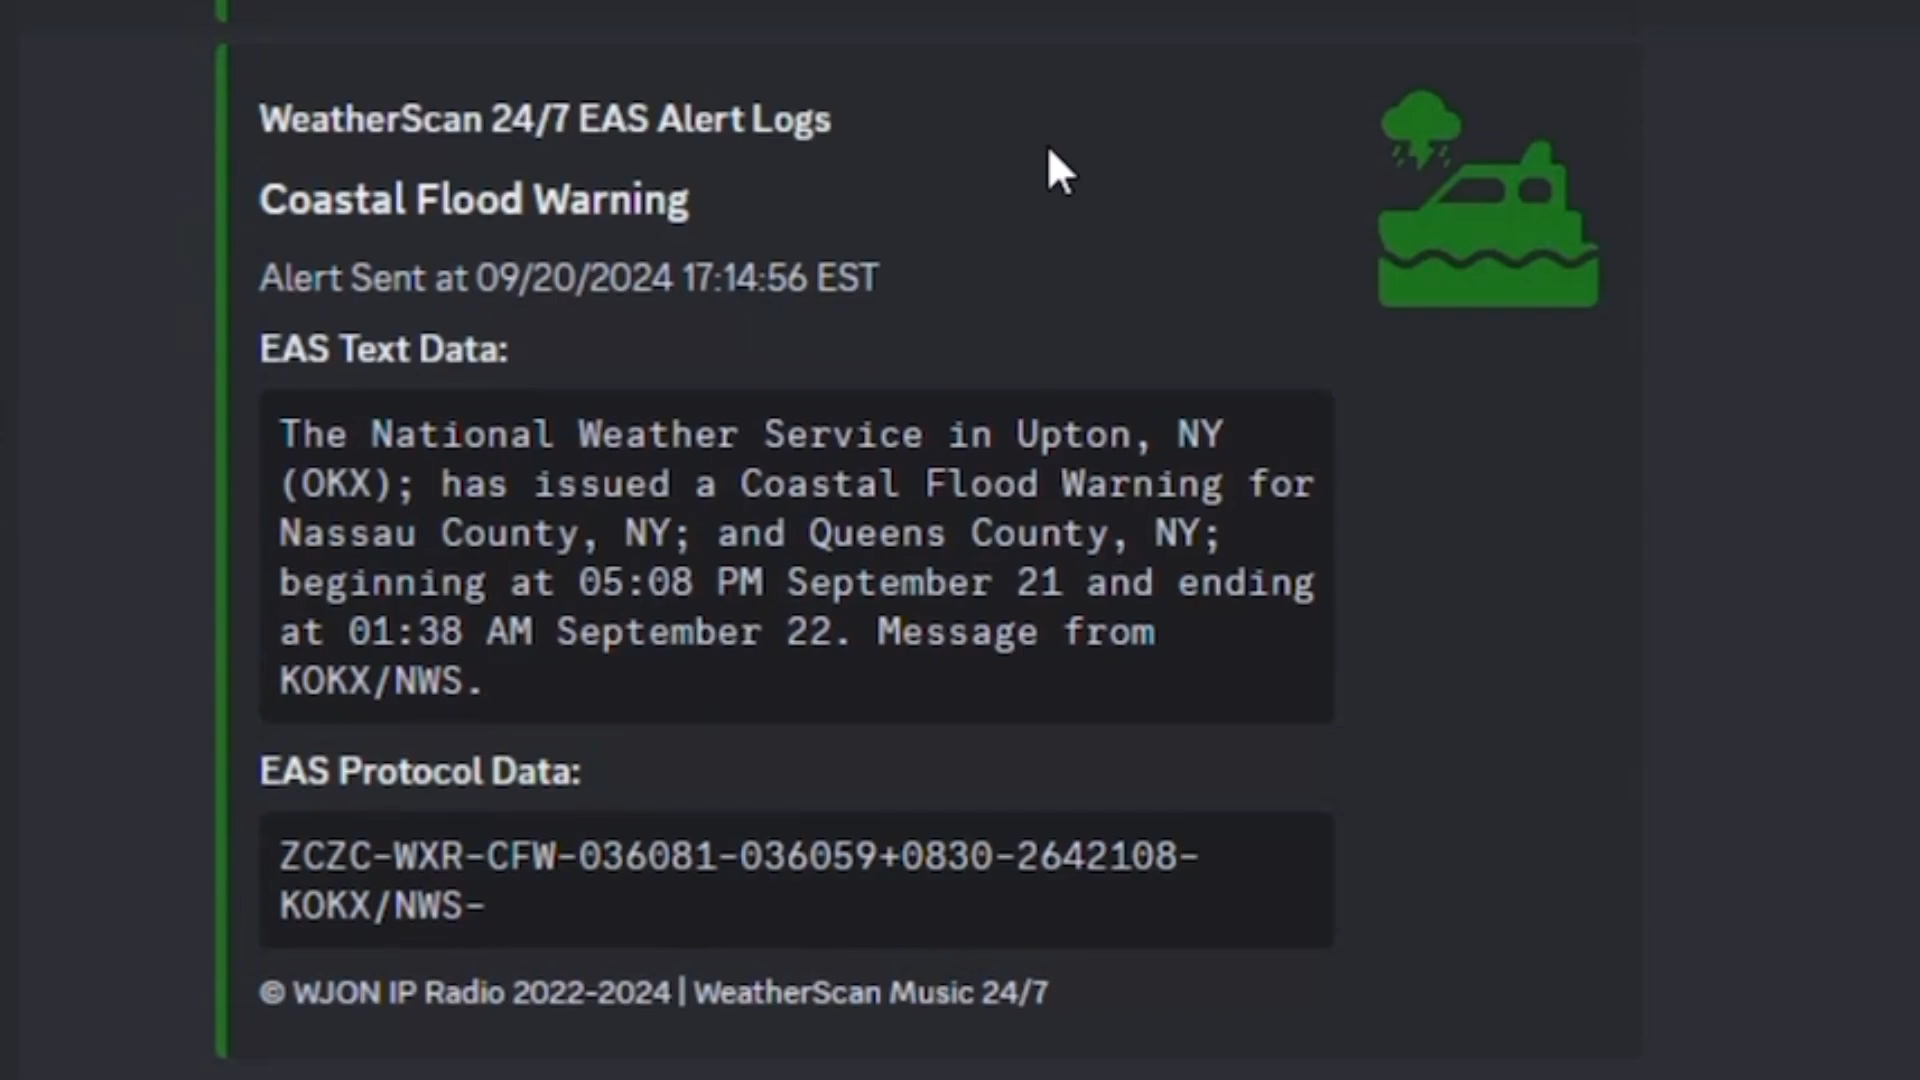 WeatherScan 24/7 EAS Alert Logs
Coastal Flood Warning
Alert Sent at 09/20/2024 17:14:56 EST
EAS Text Data:
The National Weather Service in Upton, NY
(OKX); has issued a Coastal Flood Warning for
Nassau County, NY; and Queens County, NY;
beginning at 05:08 PM September 21 and ending
at 01:38 AM September 22. Message from
KOKX/NWS.
EAS Protocol Data:
ZCZC-WXR-CFW-036081-036059+0830-2642108-
KOKX/NWS-
© WJON IP Radio 2022-2024 | WeatherScan Music 24/7